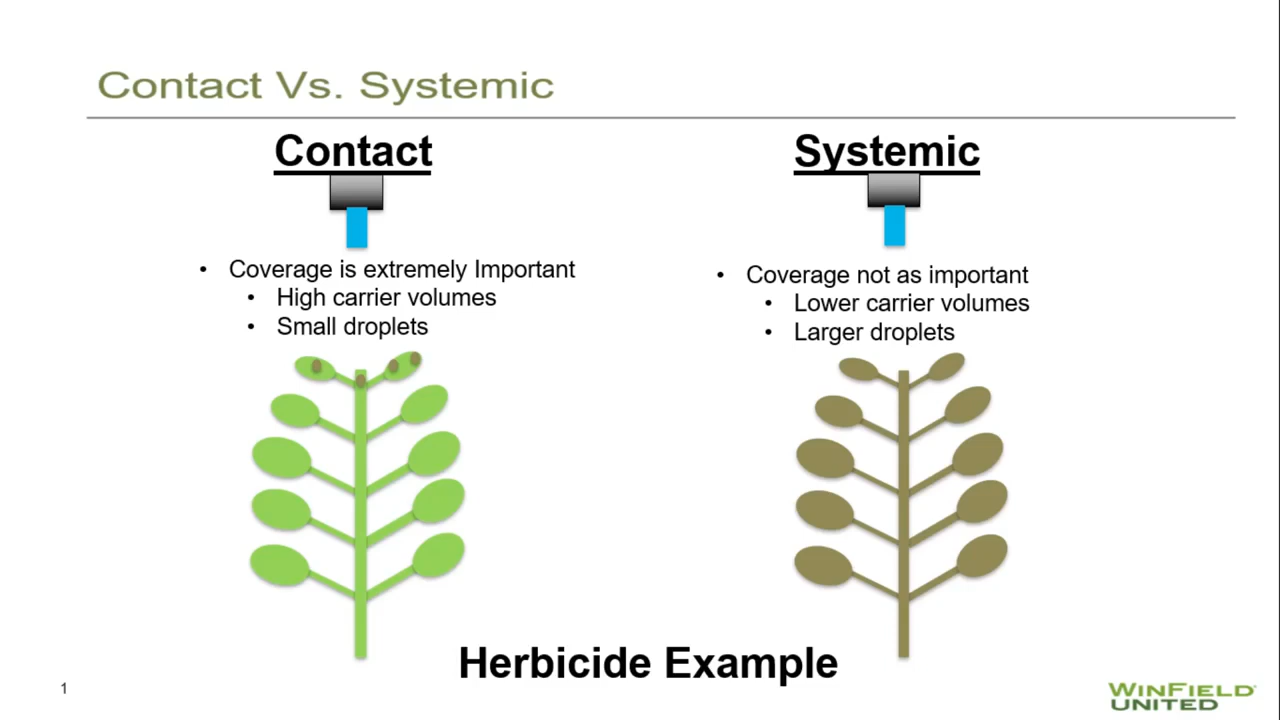 Contact Vs. Systemic
Contact
Systemic
• Coverage is extremely Important
• High carrier volumes
• Small droplets
• Coverage not as important
• Lower carrier volumes
• Larger droplets
Herbicide Example
1
WINFIELD®
UNITED